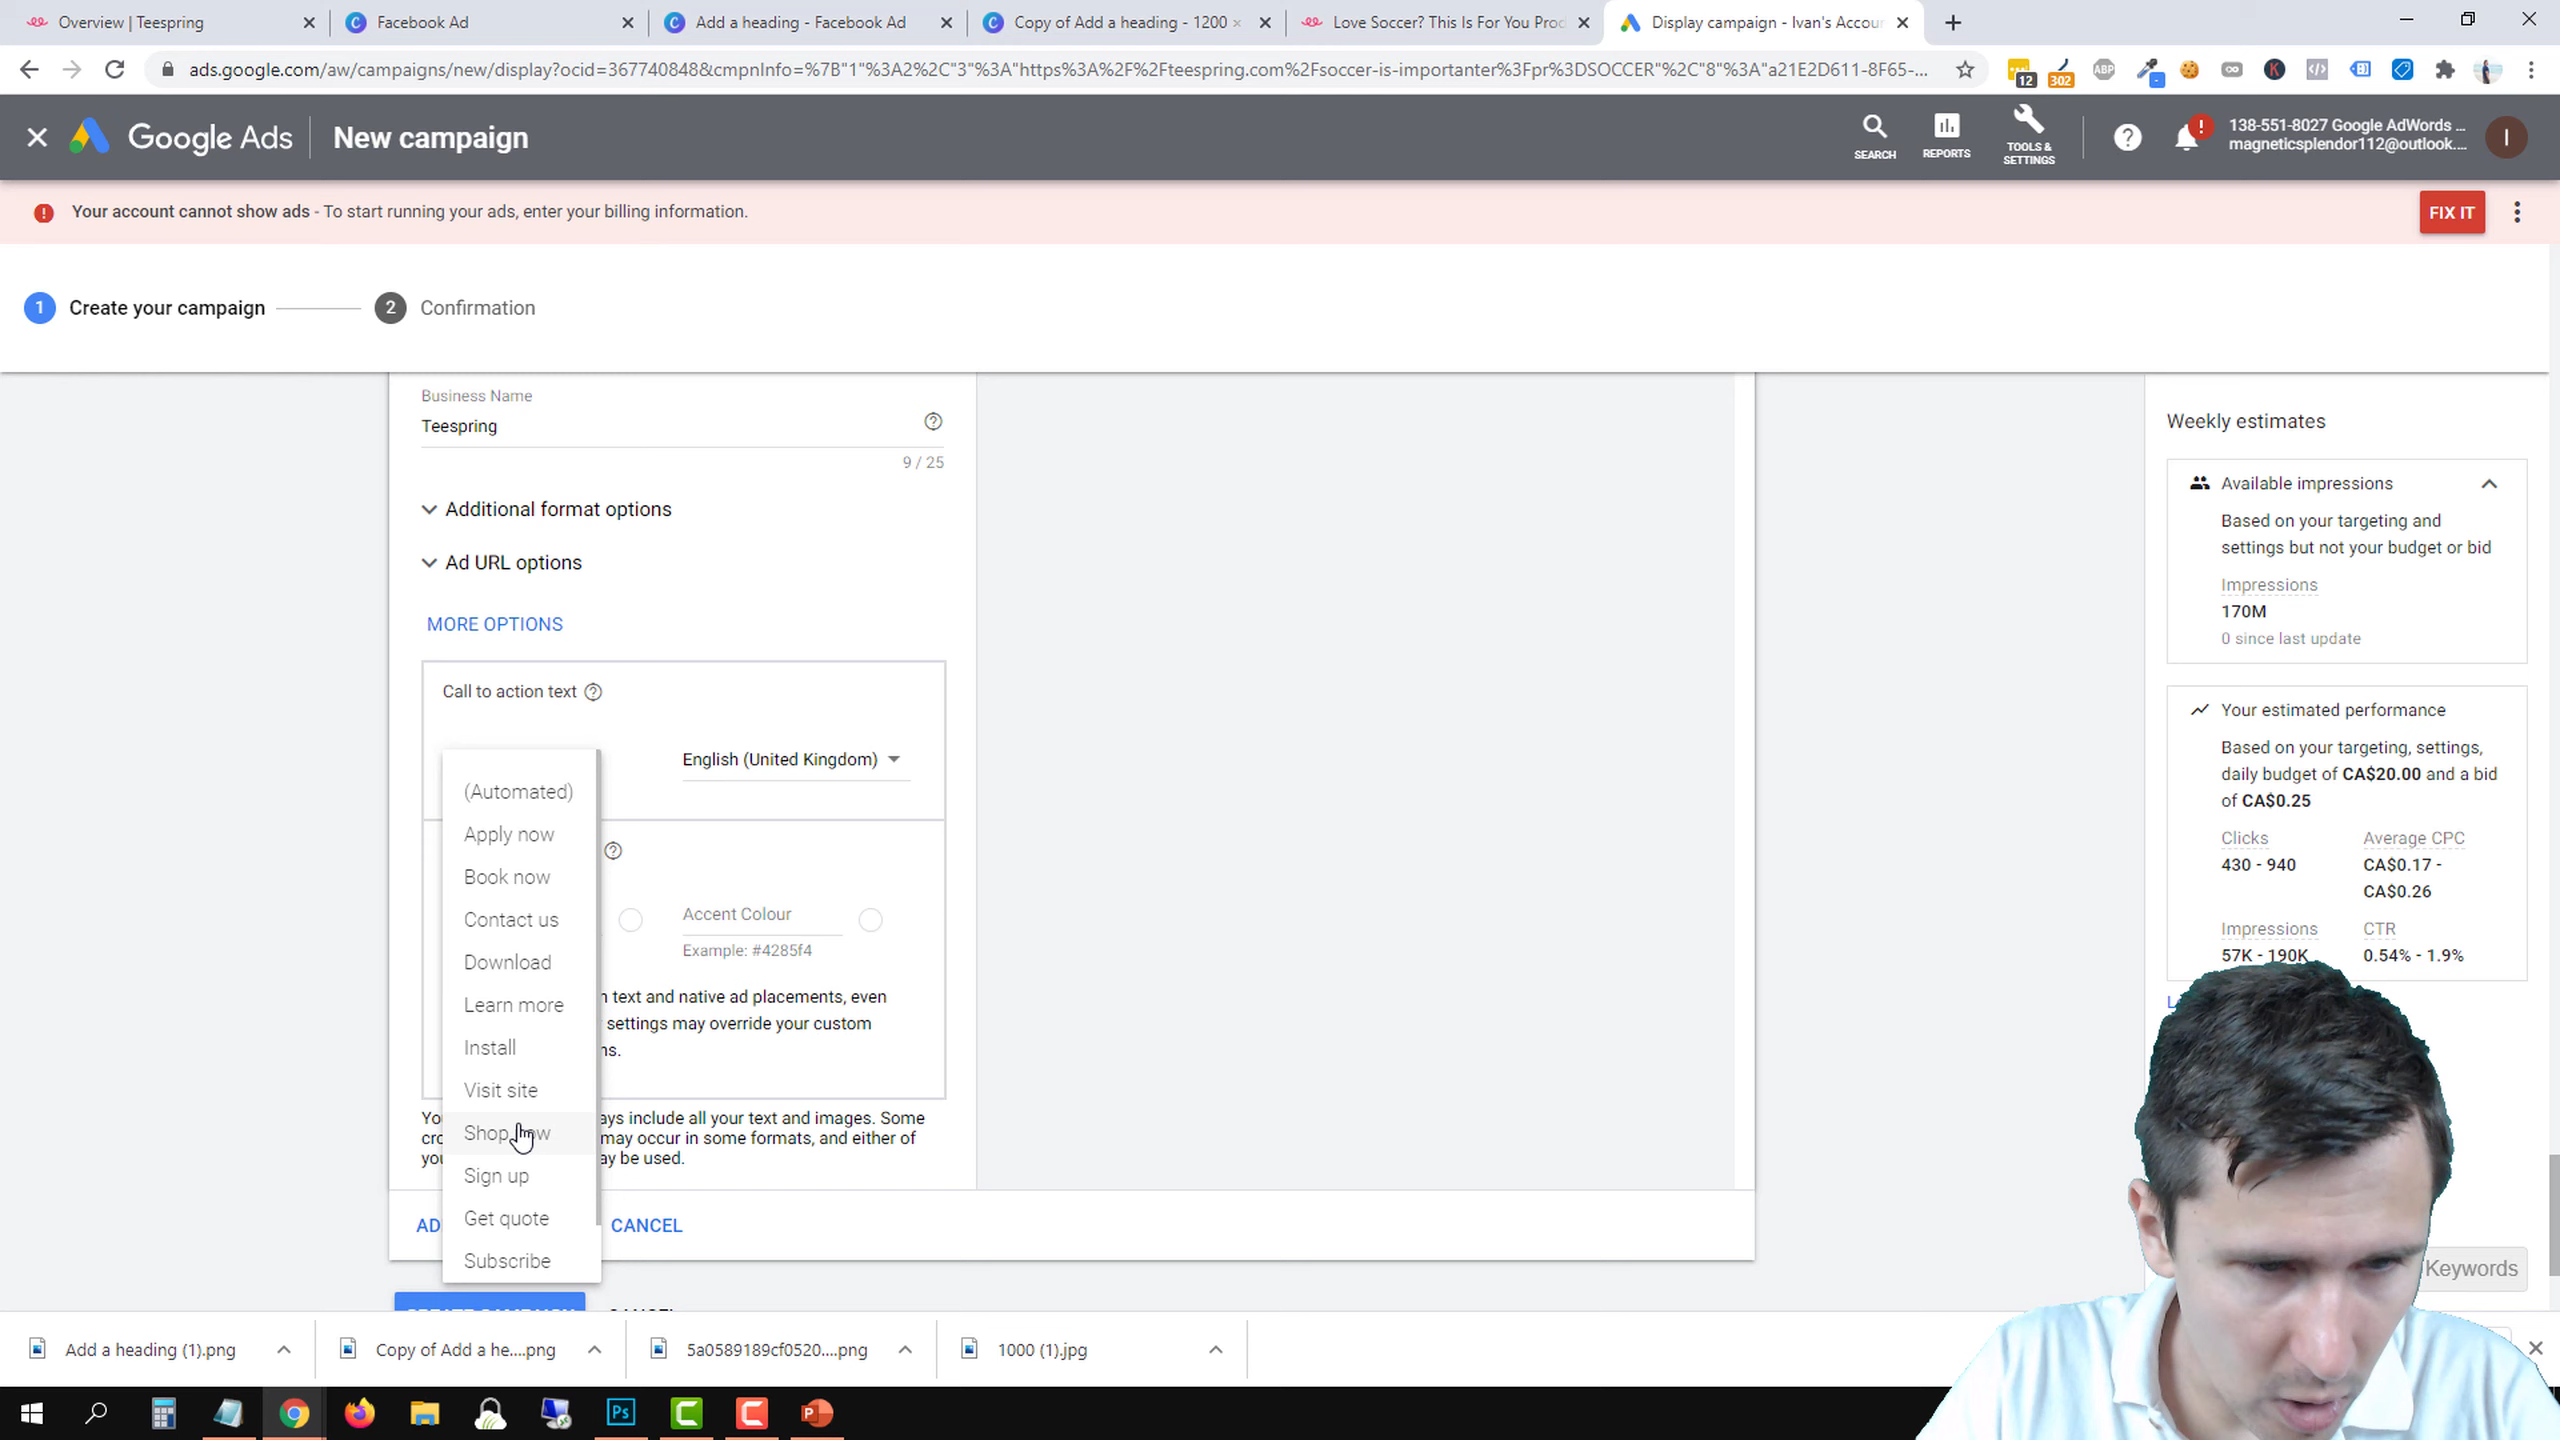 Overview | Teespring
Facebook Ad
Add a heading - Facebook Ad
Copy of Add a heading - 1200 ×
Love Soccer? This Is For You Prod
Display campaign - Ivan's Accoun
ads.google.com/aw/campaigns/new/display?ocid=367740848&cmpnInfo=%7B"1"%3A2%2C"3"%3A"https%3A%2F%2Fteespring.com%2Fsoccer-is-importanter%3Fpr%3DSOCCER"%2C"8"%3A"a21E2D611-8F65-...
12
302
ABP
Google Ads
New campaign
SEARCH
REPORTS
TOOLS &
SETTINGS
138-551-8027 Google AdWords ...
magneticsplendor112@outlook....
I
Your account cannot show ads - To start running your ads, enter your billing information.
FIX IT
1 Create your campaign
2 Confirmation
Business Name
Teespring
9 / 25
Additional format options
Ad URL options
MORE OPTIONS
Call to action text
English (United Kingdom)
(Automated)
Apply now
Book now
Contact us
Download
Learn more
Install
Visit site
Shop now
Sign up
Get quote
Subscribe
Accent Colour
Example: #4285f4
text and native ad placements, even
settings may override your custom
include all your text and images. Some
may occur in some formats, and either of
be used.
CANCEL
Weekly estimates
Available impressions
Based on your targeting and
settings but not your budget or bid
Impressions
170M
0 since last update
Your estimated performance
Based on your targeting, settings,
daily budget of CA$20.00 and a bid
of CA$0.25
Clicks
Average CPC
430 - 940
CA$0.17 -
CA$0.26
Impressions
CTR
57K - 190K
0.54% - 1.9%
Keywords
Add a heading (1).png
Copy of Add a he....png
5a0589189cf0520....png
1000 (1).jpg
Ps